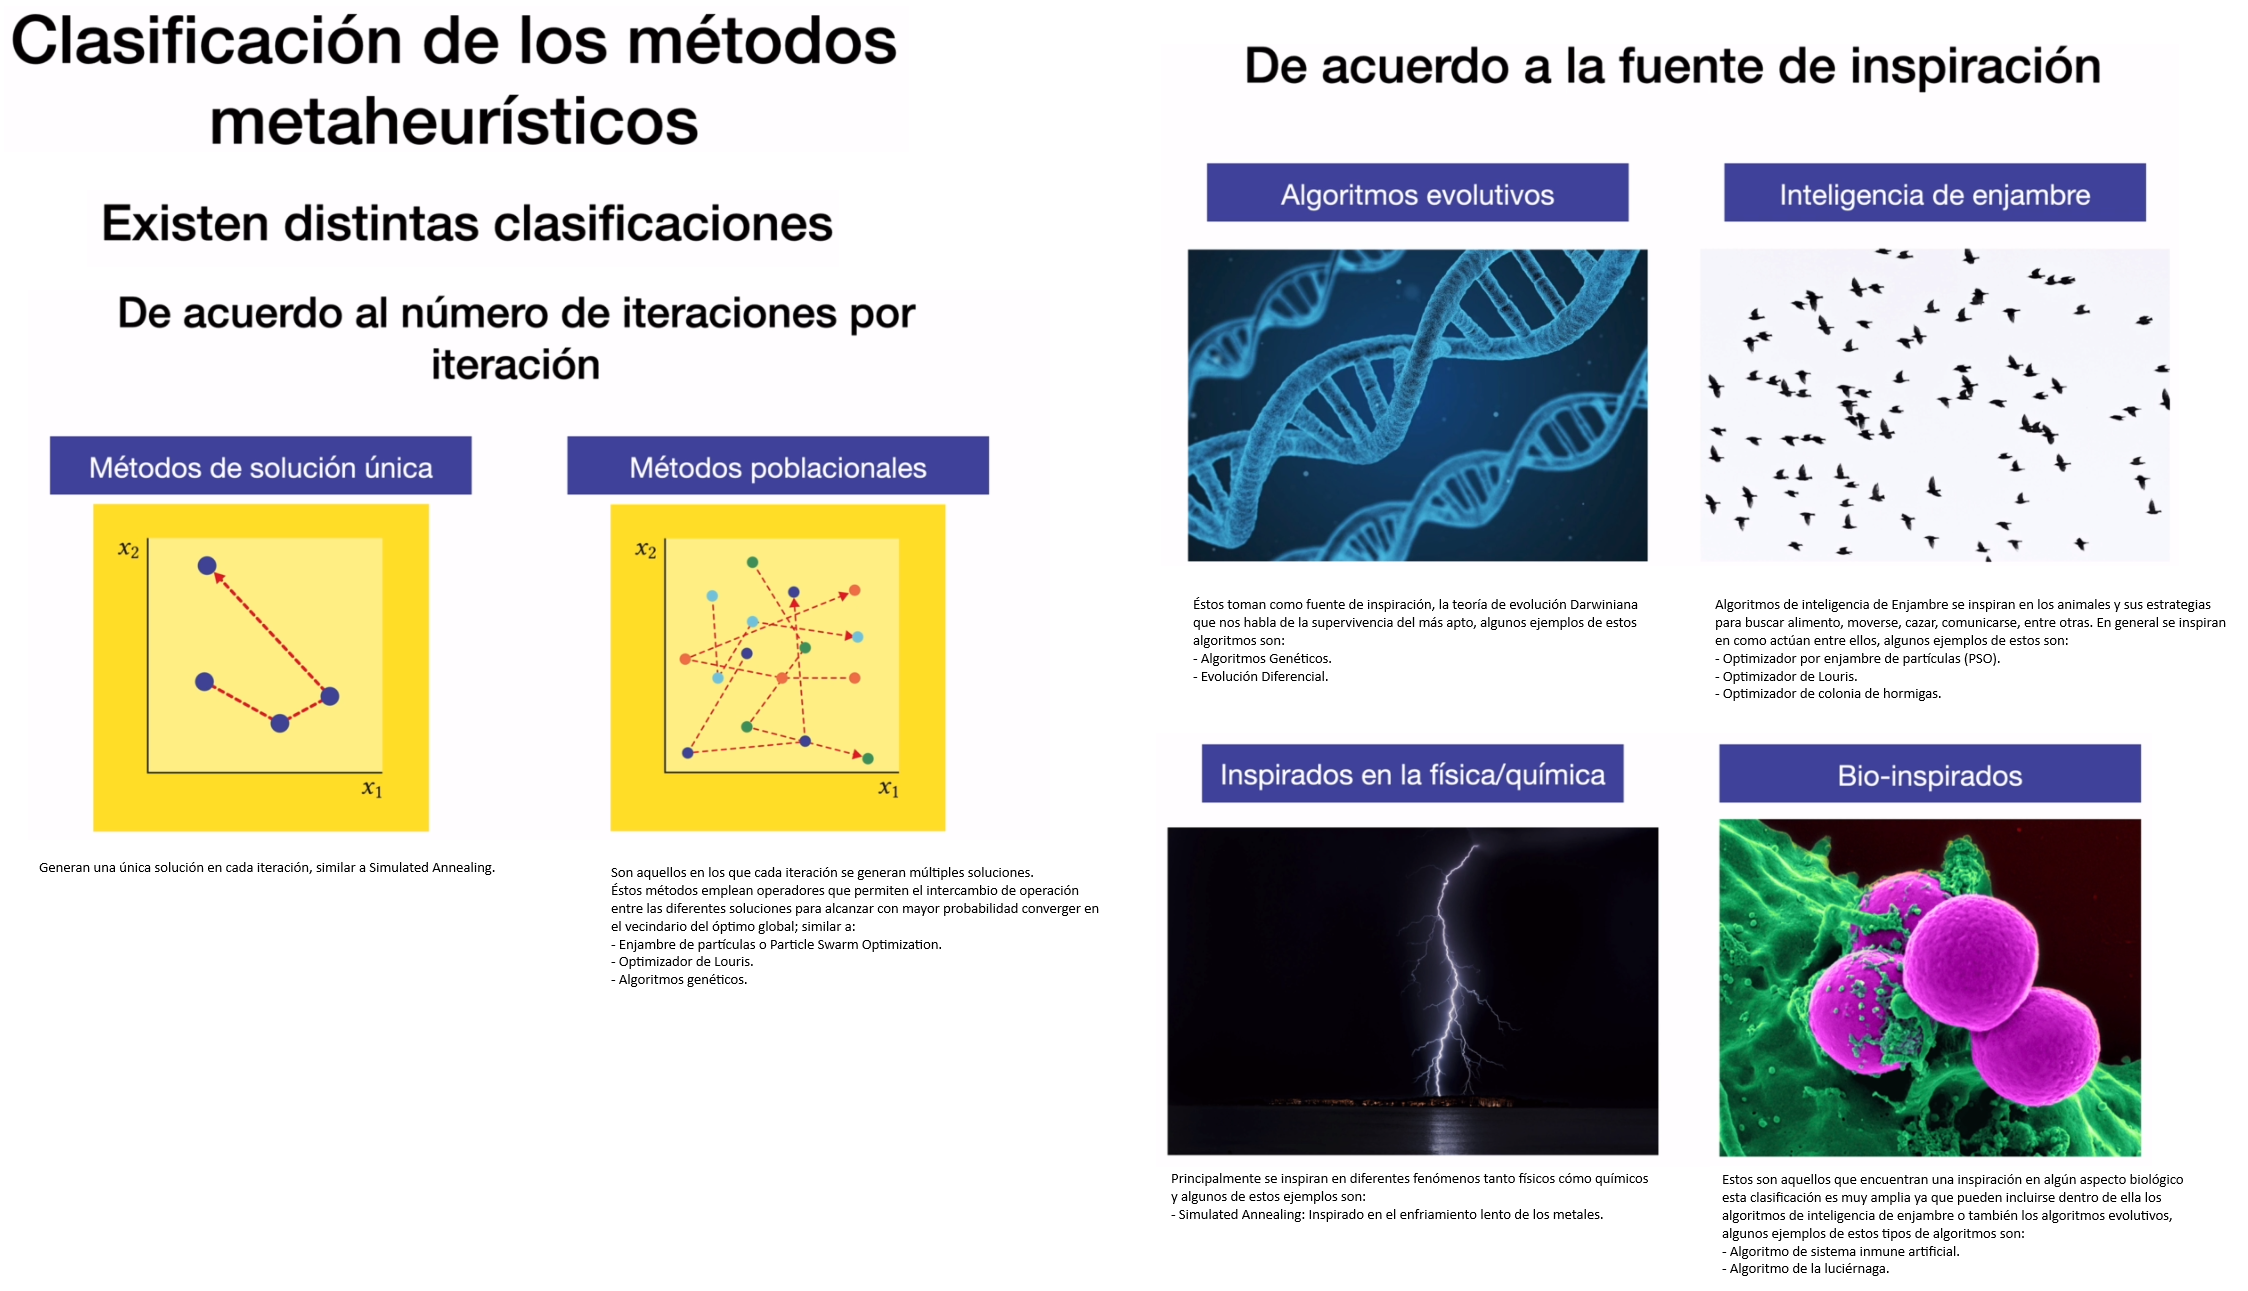 Clasificación de los métodos
metaheurísticos
Existen distintas clasificaciones
De acuerdo al número de iteraciones por
iteración
Métodos de solución única
x2
x1
Generan una única solución en cada iteración, similar a Simulated Annealing.
Métodos poblacionales
x2
x1
Son aquellos en los que cada iteración se generan múltiples soluciones.
Éstos métodos emplean operadores que permiten el intercambio de operación
entre las diferentes soluciones para alcanzar con mayor probabilidad converger en
el vecindario del óptimo global; similar a:
- Enjambre de partículas o Particle Swarm Optimization.
- Optimizador de Louris.
- Algoritmos genéticos.
De acuerdo a la fuente de inspiración
Algoritmos evolutivos
Éstos toman como fuente de inspiración, la teoría de evolución Darwiniana
que nos habla de la supervivencia del más apto, algunos ejemplos de estos
algoritmos son:
- Algoritmos Genéticos.
- Evolución Diferencial.
Inteligencia de enjambre
Algoritmos de inteligencia de Enjambre se inspiran en los animales y sus estrategias
para buscar alimento, moverse, cazar, comunicarse, entre otras. En general se inspiran
en como actúan entre ellos, algunos ejemplos de estos son:
- Optimizador por enjambre de partículas (PSO).
- Optimizador de Louris.
- Optimizador de colonia de hormigas.
Inspirados en la física/química
Principalmente se inspiran en diferentes fenómenos tanto físicos cómo químicos
y algunos de estos ejemplos son:
- Simulated Annealing: Inspirado en el enfriamiento lento de los metales.
Bio-inspirados
Estos son aquellos que encuentran una inspiración en algún aspecto biológico
esta clasificación es muy amplia ya que pueden incluirse dentro de ella los
algoritmos de inteligencia de enjambre o también los algoritmos evolutivos,
algunos ejemplos de estos tipos de algoritmos son:
- Algoritmo de sistema inmune artificial.
- Algoritmo de la luciérnaga.